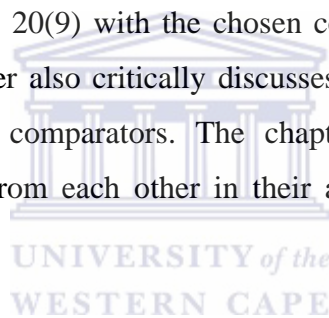 20(9) with the chosen co
er also critically discusses
comparators. The chapt
rom each other in their a
UNIVERSITY of the
WESTERN CAPE